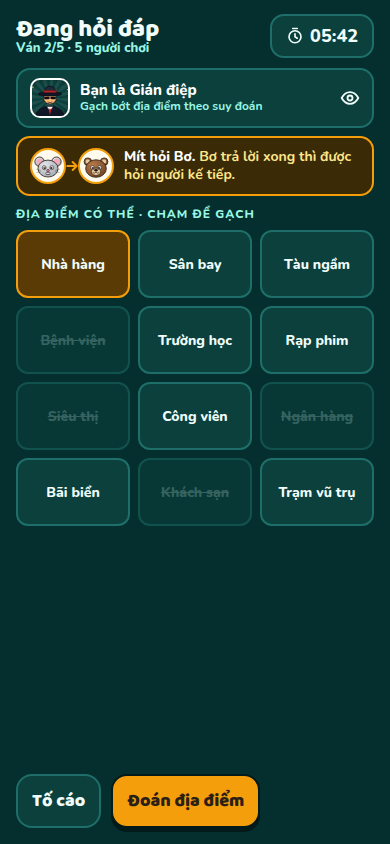 Đang hỏi đáp
Ván 2/5 · 5 người chơi
05:42
Bạn là Gián điệp
Gạch bớt địa điểm theo suy đoán
Mít hỏi Bơ. Bơ trả lời xong thì được
hỏi người kế tiếp.
ĐỊA ĐIỂM CÓ THỂ · CHẠM ĐỂ GẠCH
Nhà hàng
Sân bay
Tàu ngầm
Bệnh viện
Trường học
Rạp phim
Siêu thị
Công viên
Ngân hàng
Bãi biển
Khách sạn
Trạm vũ trụ
Tố cáo
Đoán địa điểm